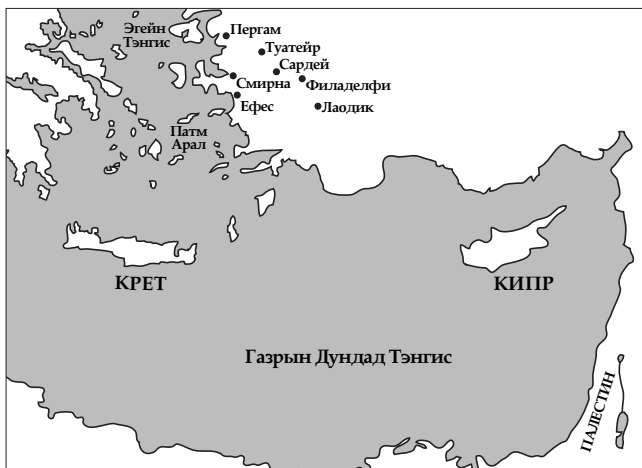 Эгейн
Тэнгис
Пергам
Туатейр
Сардей
Смирна
Филаделфи
Ефес
Лаодик
Патм
Арал
КРЕТ
КИПР
Газрын Дундад Тэнгис
ПАЛЕСТИН